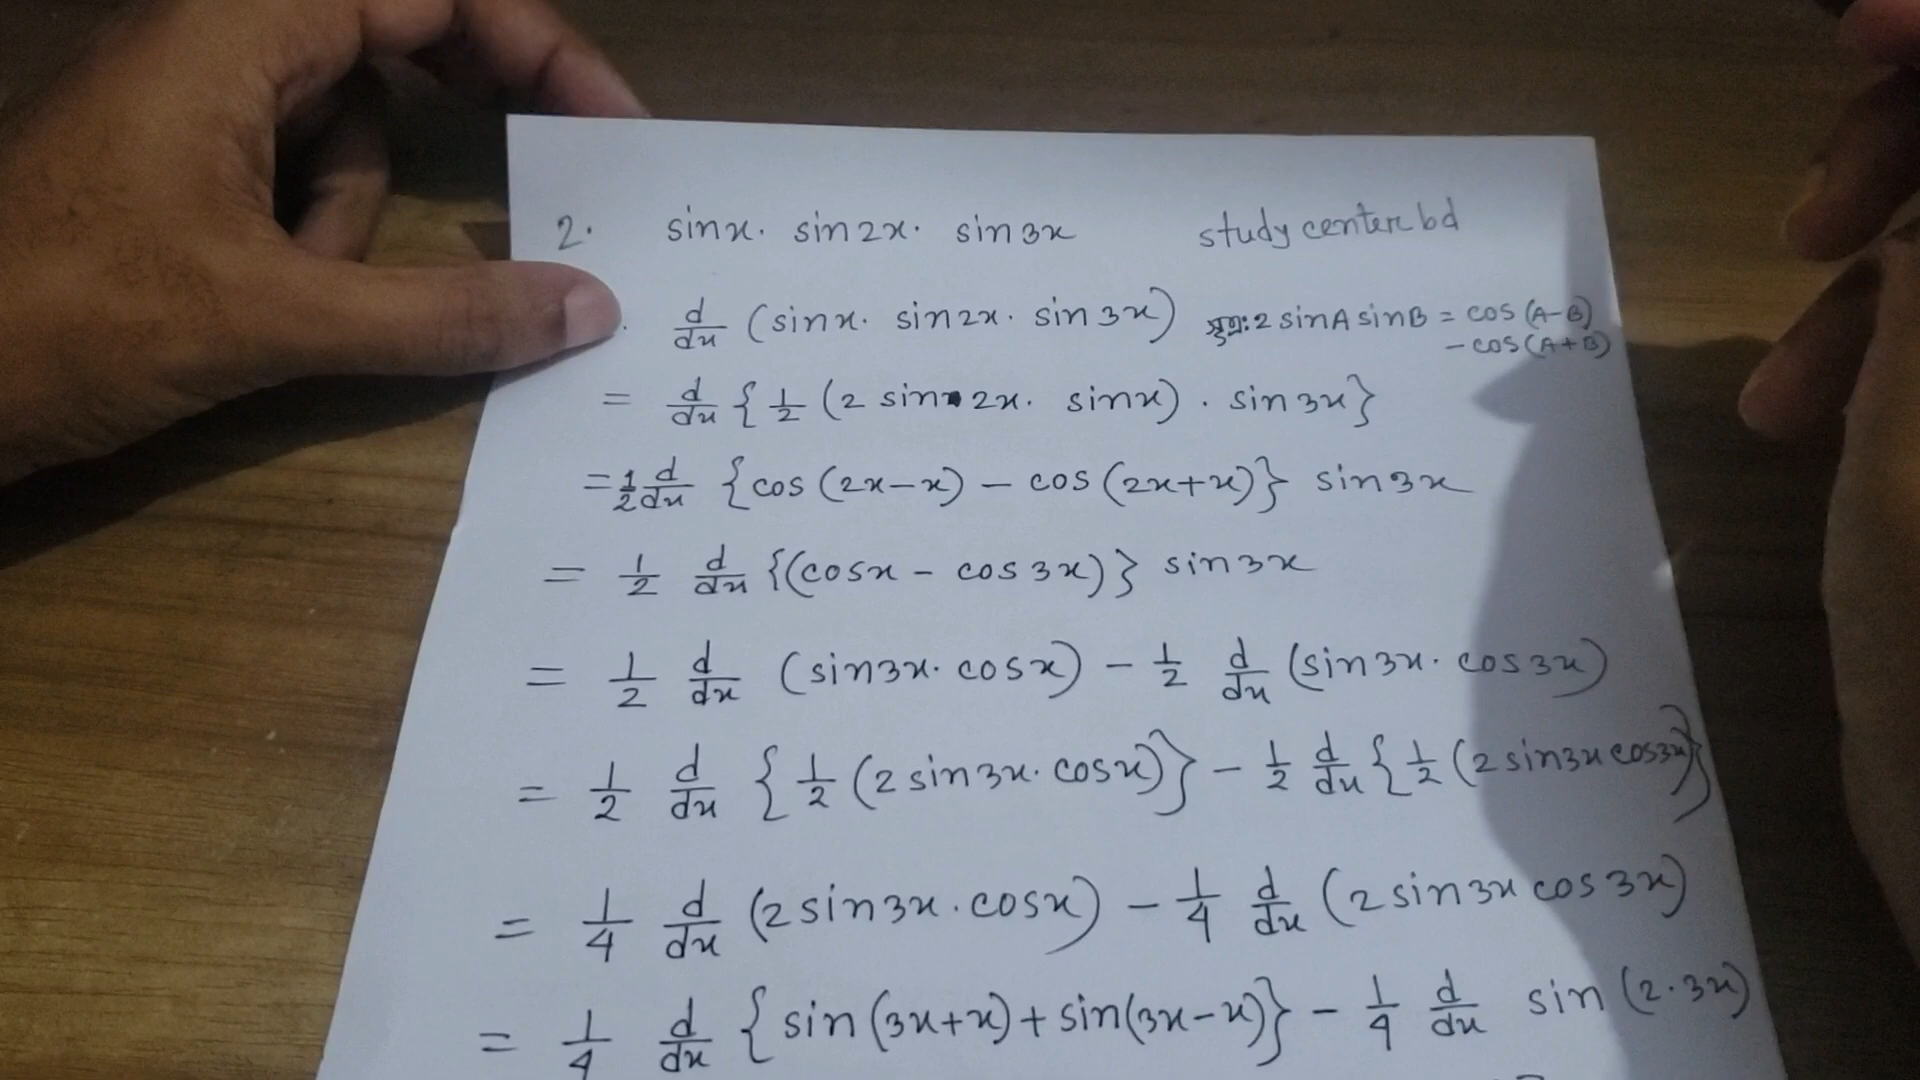 2. sinx. sin2x. sin3x study centere bd
d/dx (sinx. sin2x. sin3x) সূত্র: 2 sinA sinB = cos (A-B)
- cos (A+B)
= d/dx { 1/2 (2 sin 2x. sinx) . sin3x}
= 1/2 d/dx {cos (2x-x) - cos (2x+x)} sin3x
= 1/2 d/dx {(cosx - cos3x)} sin3x
= 1/2 d/dx (sin3x. cosx) - 1/2 d/dx (sin3x. cos3x)
= 1/2 d/dx { 1/2 (2 sin3x. cosx)} - 1/2 d/dx { 1/2 (2 sin3x cos3x)}
= 1/4 d/dx (2 sin3x. cosx) - 1/4 d/dx (2 sin3x cos3x)
= 1/4 d/dx { sin (3x+x) + sin(3x-x)} - 1/4 d/dx sin (2.3x)